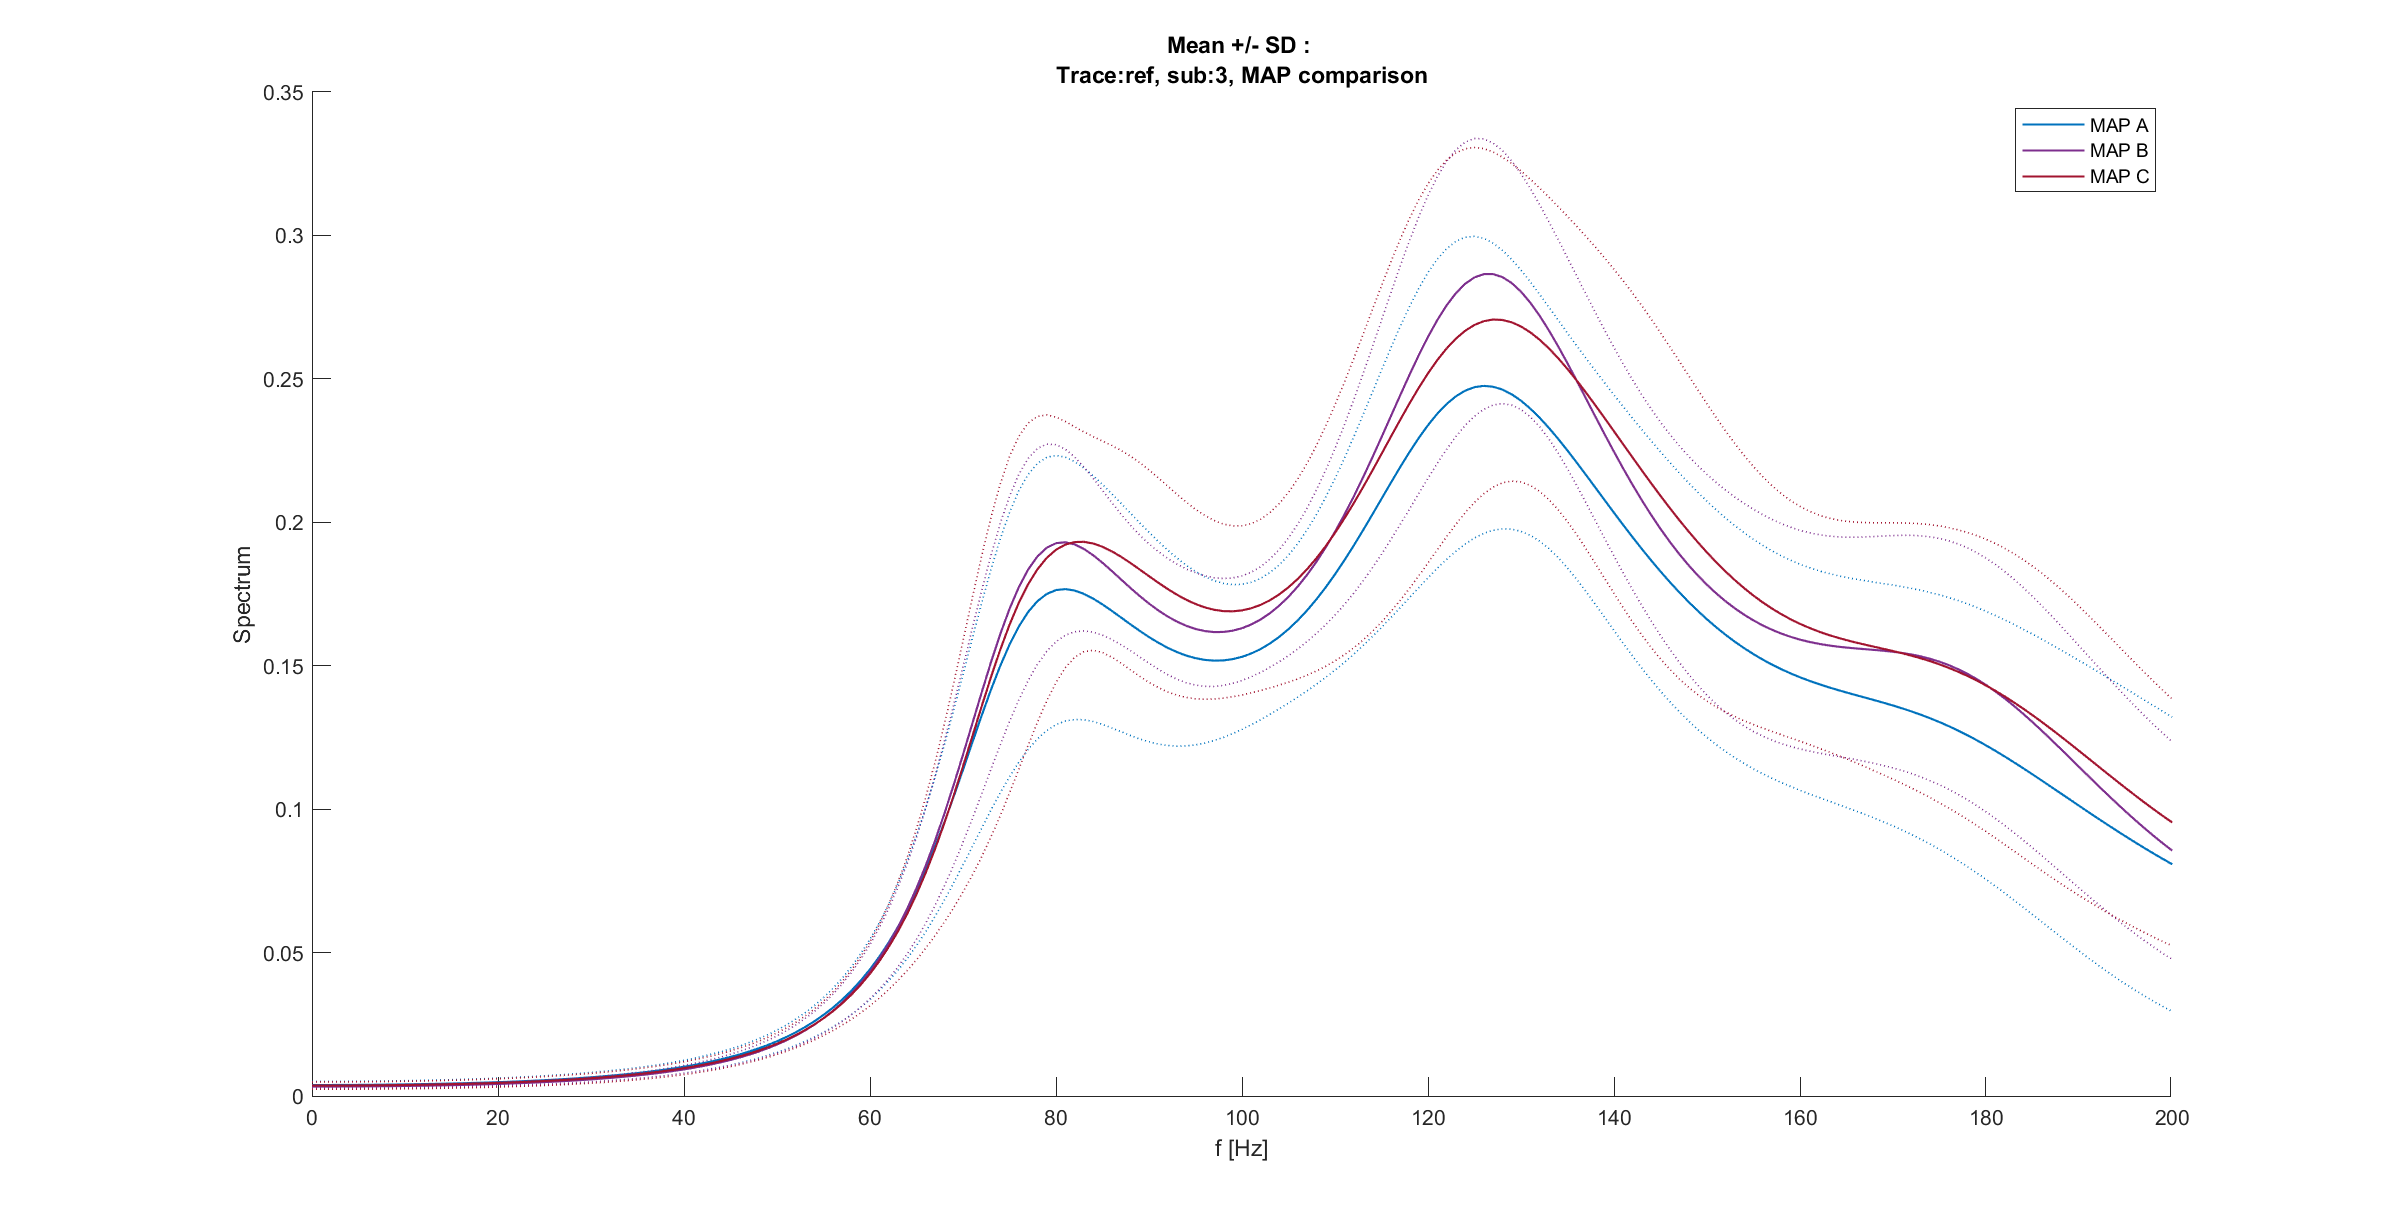 Mean +/- SD :
Trace:ref, sub:3, MAP comparison
0.35
0.3
0.25
0.2
0.15
0.1
0.05
0
Spectrum
MAP A
MAP B
MAP C
0 20 40 60 80 100 120 140 160 180 200
f [Hz]